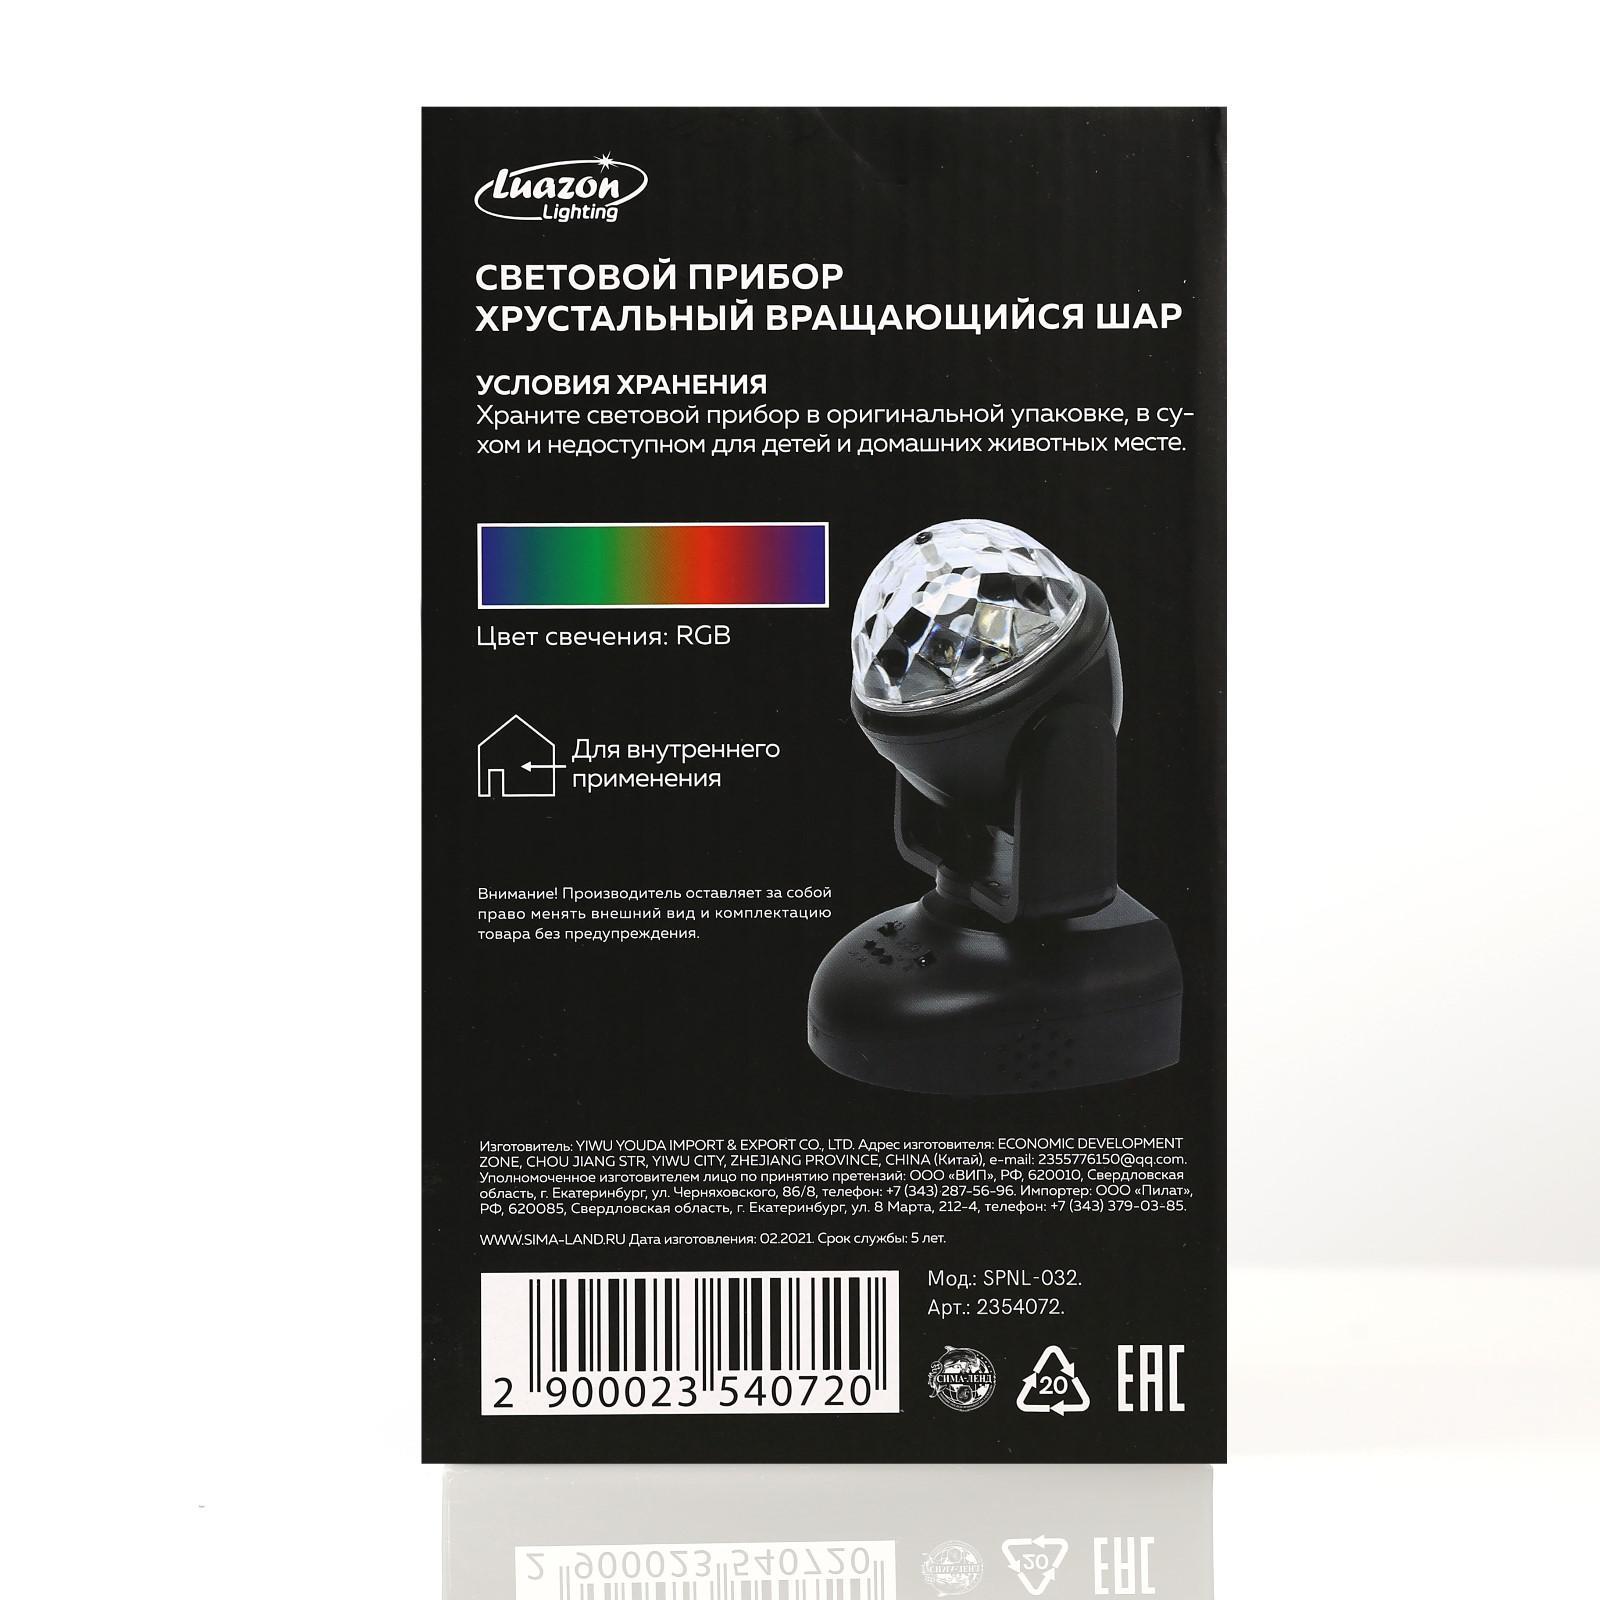 Luazon
Lighting
СВЕТОВОЙ ПРИБОР
ХРУСТАЛЬНЫЙ ВРАЩАЮЩИЙСЯ ШАР
УСЛОВИЯ ХРАНЕНИЯ
Храните световой прибор в оригинальной упаковке, в су-
хом и недоступном для детей и домашних животных месте.
Цвет свечения: RGB
Для внутреннего
применения
Внимание! Производитель оставляет за собой
право менять внешний вид и комплектацию
товара без предупреждения.
Изготовитель: YIWU YOUDA IMPORT & EXPORT CO., LTD. Адрес изготовителя: ECONOMIC DEVELOPMENT
ZONE, CHOU JIANG STR, YIWU CITY, ZHEJIANG PROVINCE, CHINA (Китай), e-mail: 2355776150@qq.com.
Уполномоченное изготовителем лицо по принятию претензий: ООО «ВИП», РФ, 620010, Свердловская
область, г. Екатеринбург, ул. Черняховского, 86/8, телефон: +7 (343) 287-56-96. Импортер: ООО «Пилат»,
РФ, 620085, Свердловская область, г. Екатеринбург, ул. 8 Марта, 212-4, телефон: +7 (343) 379-03-85.
WWW.SIMA-LAND.RU Дата изготовления: 02.2021. Срок службы: 5 лет.
Мод.: SPNL-032.
Арт.: 2354072.
2 900023 540720
СИМА-ЛЕНД
20
EAC